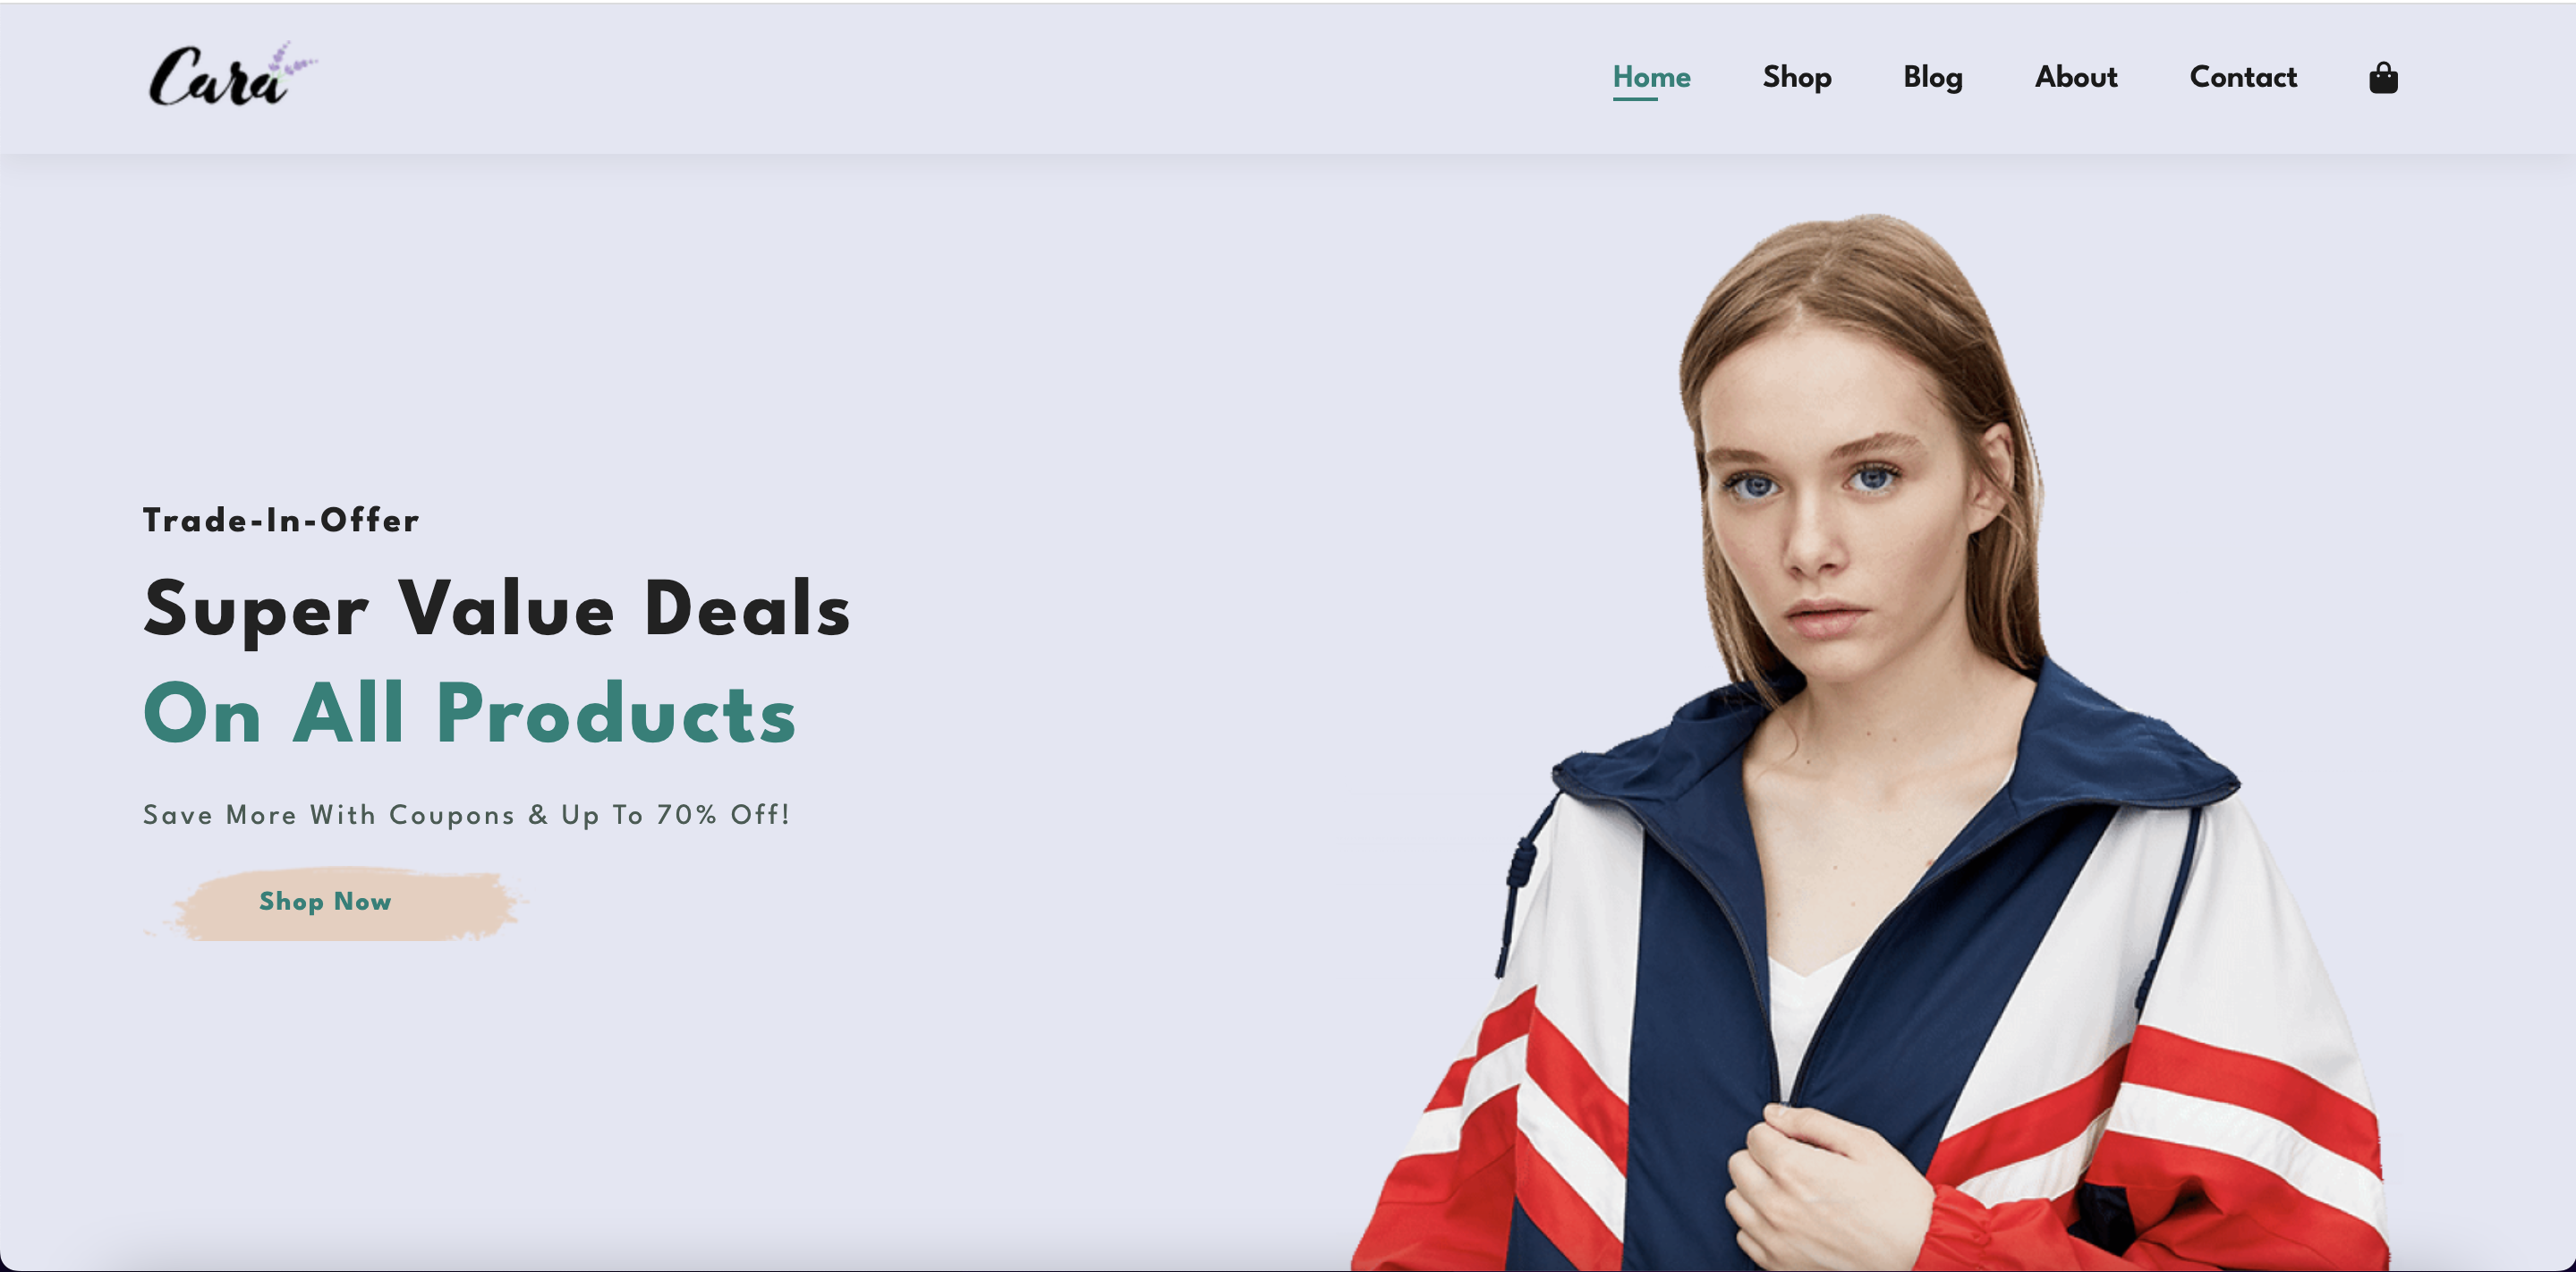 Cara
Home Shop Blog About Contact
Trade-In-Offer
Super Value Deals
On All Products
Save More With Coupons & Up To 70% Off!
Shop Now